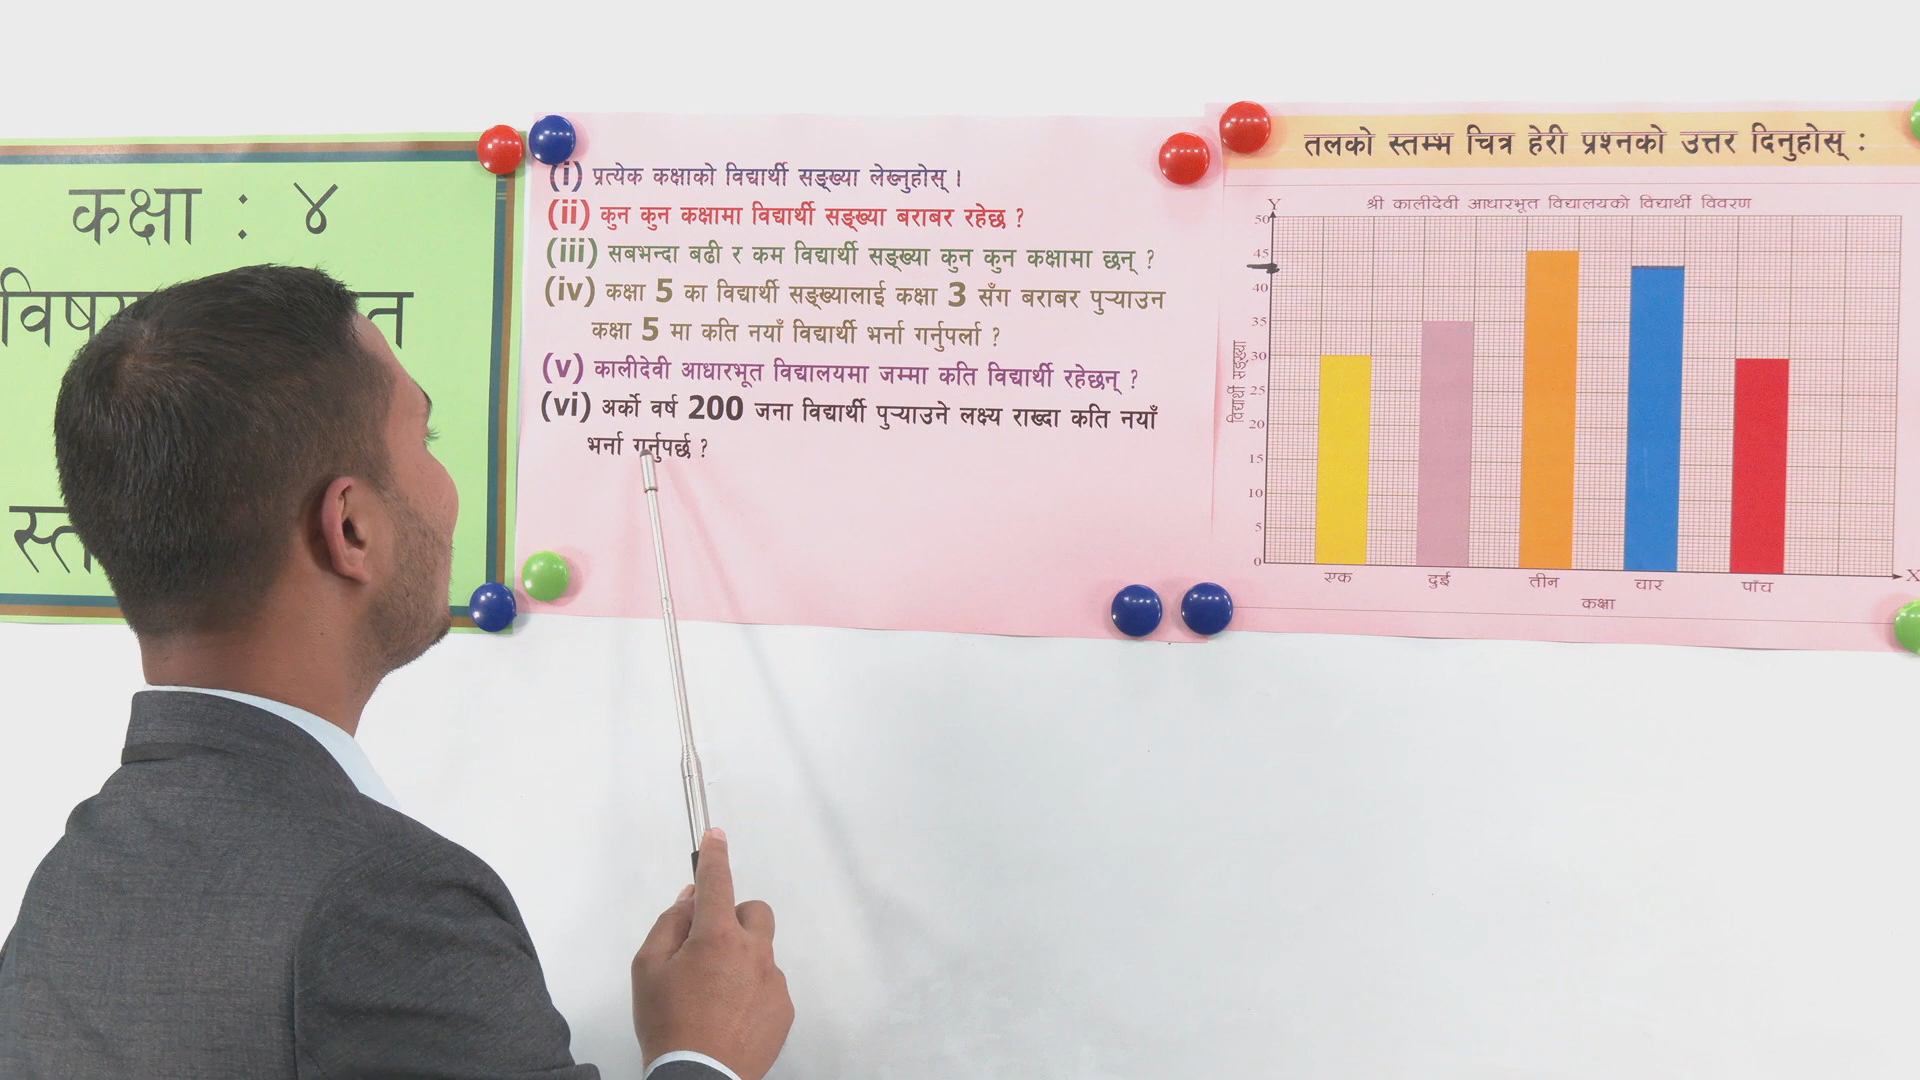 कक्षा : ४
(i) प्रत्येक कक्षाको विद्यार्थी सङ्ख्या लेख्नुहोस् ।
(ii) कुन कुन कक्षामा विद्यार्थी सङ्ख्या बराबर रहेछ ?
(iii) सबभन्दा बढी र कम विद्यार्थी सङ्ख्या कुन कुन कक्षामा छन् ?
(iv) कक्षा 5 का विद्यार्थी सङ्ख्यालाई कक्षा 3 सँग बराबर पुऱ्याउन
कक्षा 5 मा कति नयाँ विद्यार्थी भर्ना गर्नुपर्ला ?
(v) कालीदेवी आधारभूत विद्यालयमा जम्मा कति विद्यार्थी रहेछन् ?
(vi) अर्को वर्ष 200 जना विद्यार्थी पुऱ्याउने लक्ष्य राख्दा कति नयाँ
भर्ना गर्नुपर्छ ?
तलको स्तम्भ चित्र हेरी प्रश्नको उत्तर दिनुहोस् :
श्री कालीदेवी आधारभूत विद्यालयको विद्यार्थी विवरण
Y
50
45
40
35
30
25
20
15
10
5
0
विद्यार्थी सङ्ख्या
एक दुई तीन चार पाँच
X
कक्षा